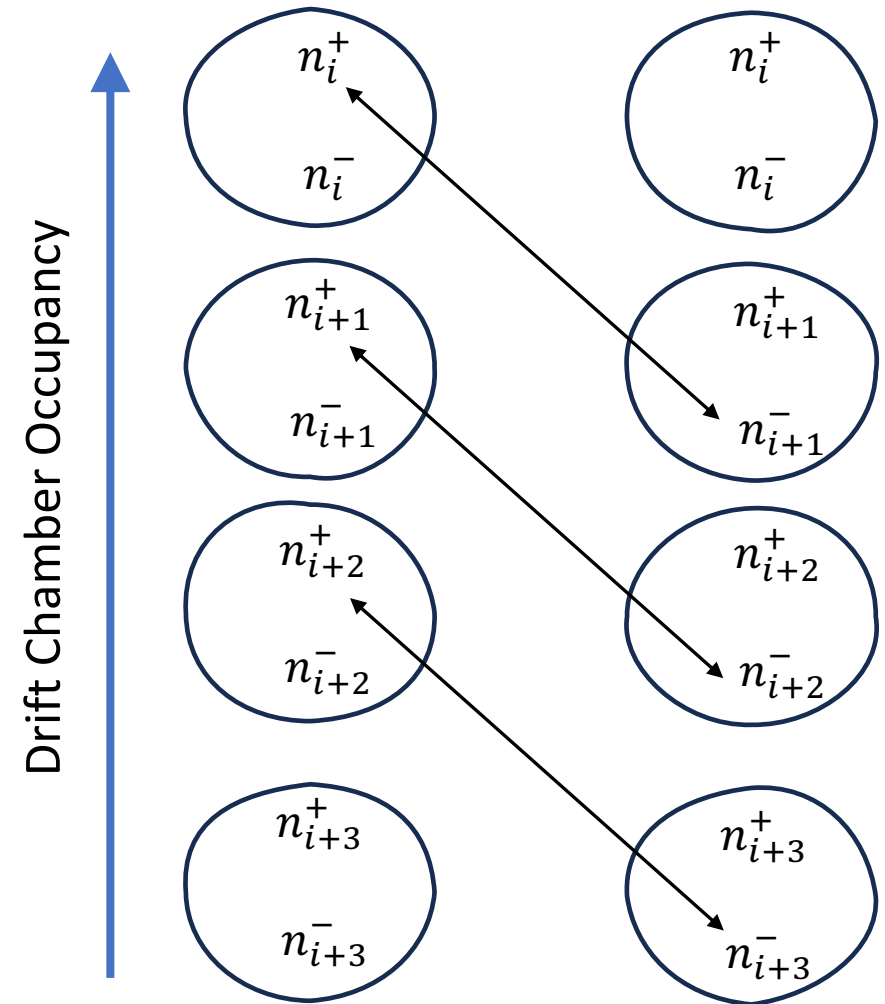 Drift Chamber Occupancy
$n_i^+$
$n_i^-$
$n_{i+1}^+$
$n_{i+1}^-$
$n_{i+2}^+$
$n_{i+2}^-$
$n_{i+3}^+$
$n_{i+3}^-$
$n_i^+$
$n_i^-$
$n_{i+1}^+$
$n_{i+1}^-$
$n_{i+2}^+$
$n_{i+2}^-$
$n_{i+3}^+$
$n_{i+3}^-$